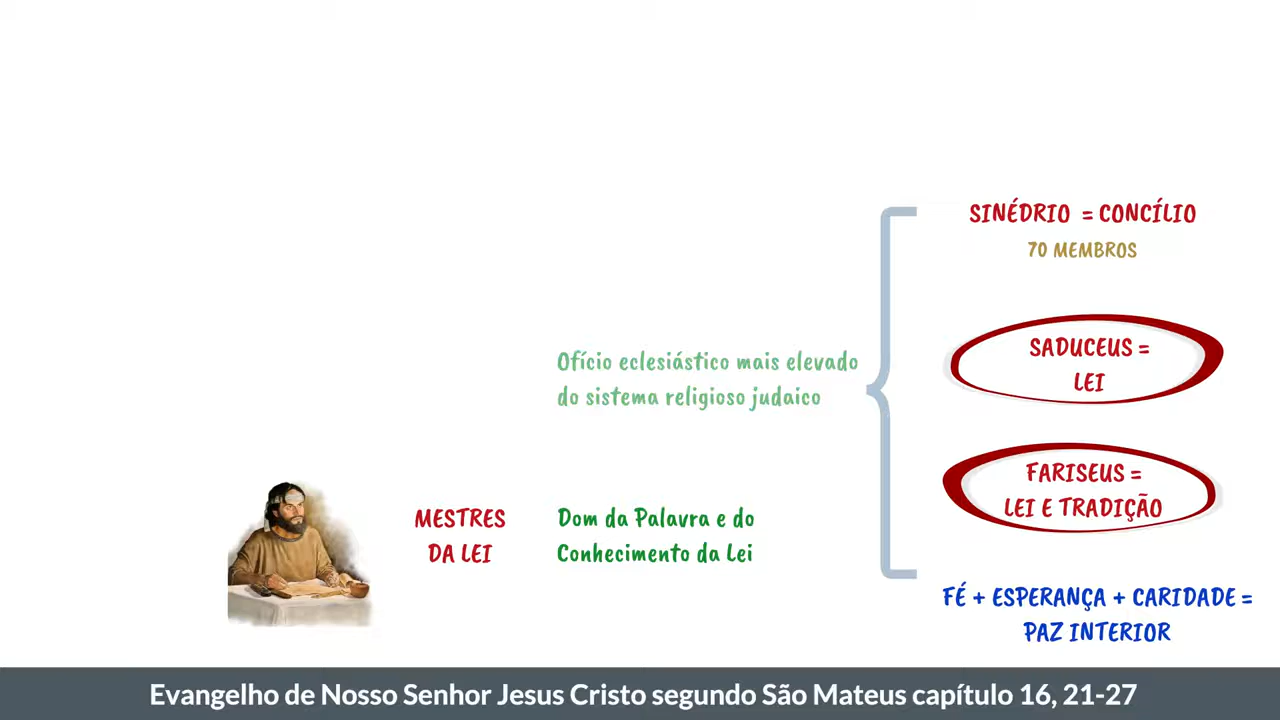 SINÉDRIO = CONCÍLIO
70 MEMBROS
Ofício eclesiástico mais elevado
do sistema religioso judaico
SADUCEUS =
LEI
FARISEUS =
LEI E TRADIÇÃO
MESTRES
DA LEI
Dom da Palavra e do
Conhecimento da Lei
FÉ + ESPERANÇA + CARIDADE =
PAZ INTERIOR
Evangelho de Nosso Senhor Jesus Cristo segundo São Mateus capítulo 16, 21-27